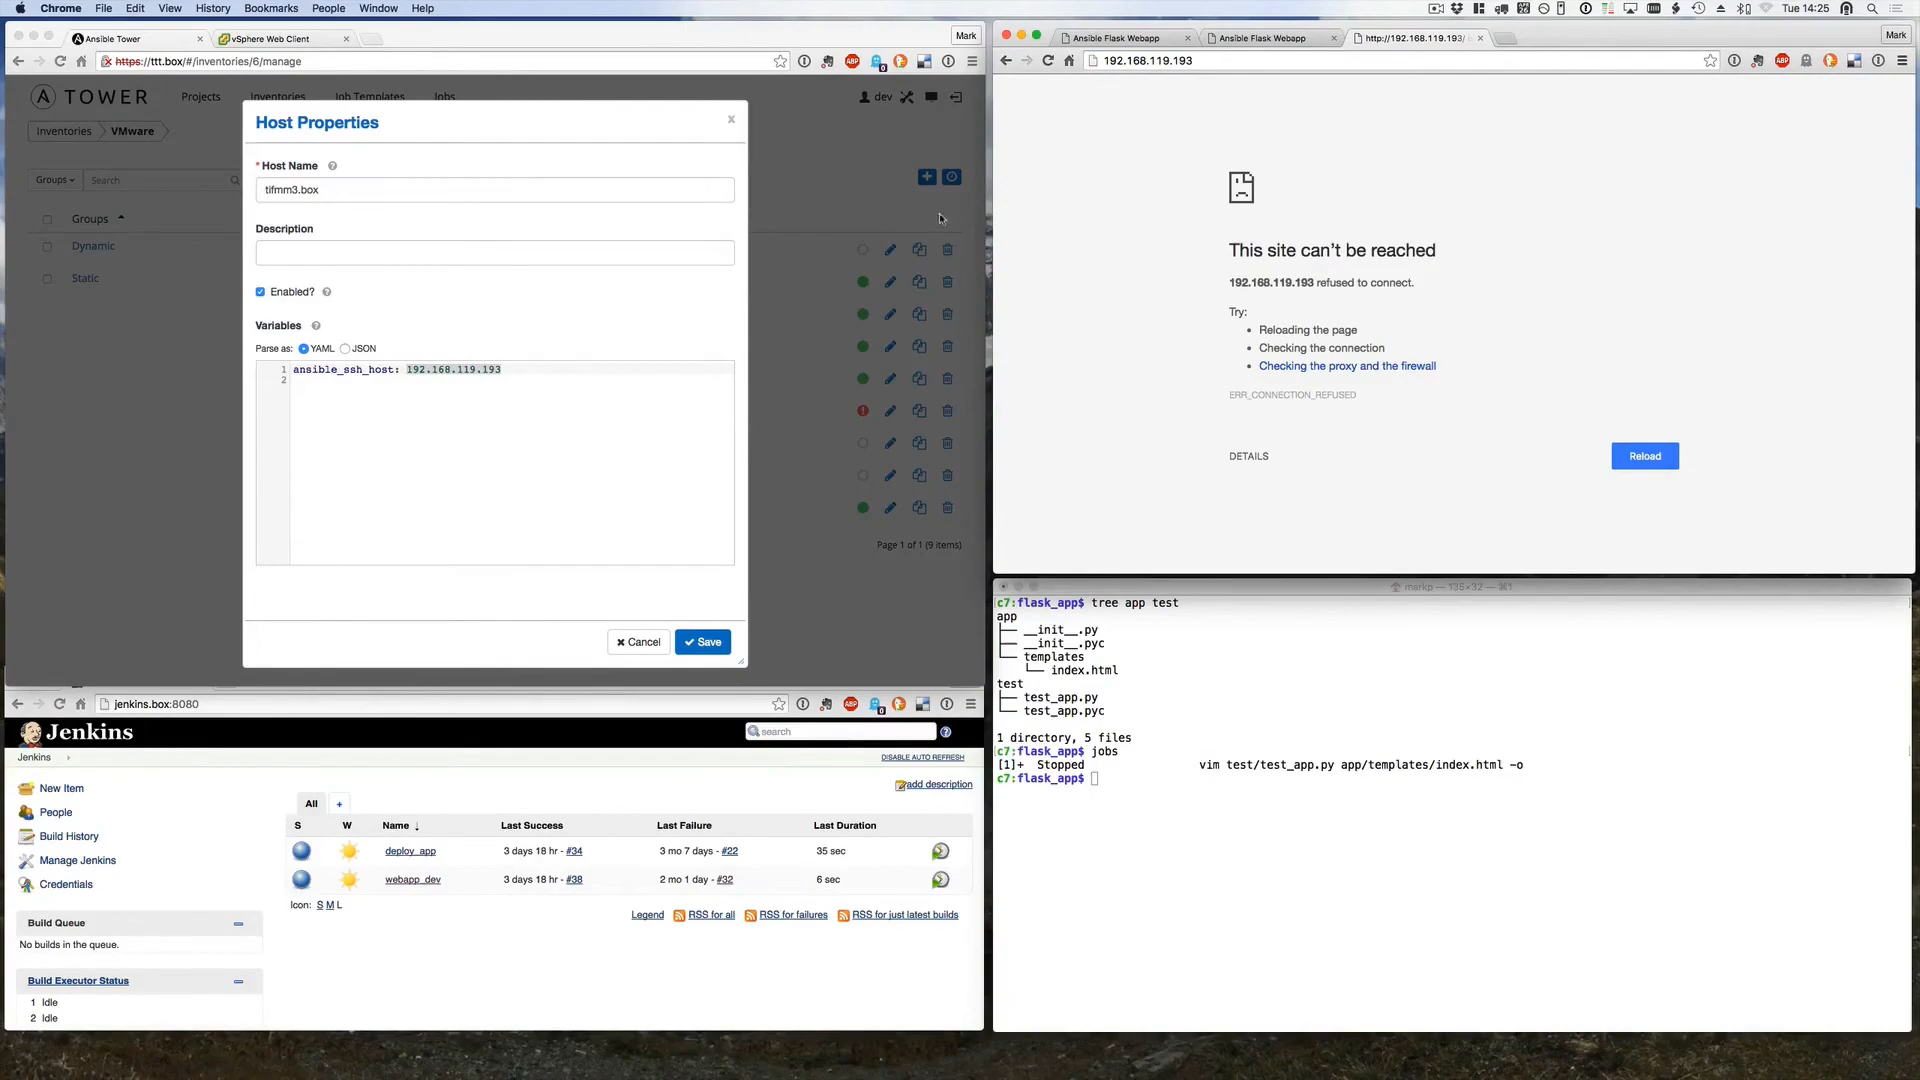 Chrome File Edit View History Bookmarks People Window Help
Tue 14:25
Ansible Tower
vSphere Web Client
Mark
https://ttt.box/#/inventories/6/manage
TOWER
Projects
Inventories
Job Templates
Jobs
dev
Inventories
VMware
Groups
Search
Groups
Dynamic
Static
Page 1 of 1 (9 items)
Host Properties
x
* Host Name
tifmm3.box
Description
Enabled?
Variables
Parse as: YAML JSON
1 ansible_ssh_host: 192.168.119.193
2
Cancel
Save
Ansible Flask Webapp
Ansible Flask Webapp
http://192.168.119.193/
Mark
192.168.119.193
This site can’t be reached
192.168.119.193 refused to connect.
Try:
Reloading the page
Checking the connection
Checking the proxy and the firewall
ERR_CONNECTION_REFUSED
DETAILS
Reload
jenkins.box:8080
Jenkins
search
Jenkins
DISABLE AUTO REFRESH
New Item
People
Build History
Manage Jenkins
Credentials
add description
All +
S W Name ↓ Last Success Last Failure Last Duration
deploy_app 3 days 18 hr - #34 3 mo 7 days - #22 35 sec
webapp_dev 3 days 18 hr - #38 2 mo 1 day - #32 6 sec
Icon: S M L
Legend RSS for all RSS for failures RSS for just latest builds
Build Queue
No builds in the queue.
Build Executor Status
1 Idle
2 Idle
markp — 135×32 — ⌘1
c7:flask_app$ tree app test
app
├── __init__.py
├── __init__.pyc
└── templates
└── index.html
test
├── test_app.py
└── test_app.pyc
1 directory, 5 files
c7:flask_app$ jobs
[1]+ Stopped vim test/test_app.py app/templates/index.html -o
c7:flask_app$